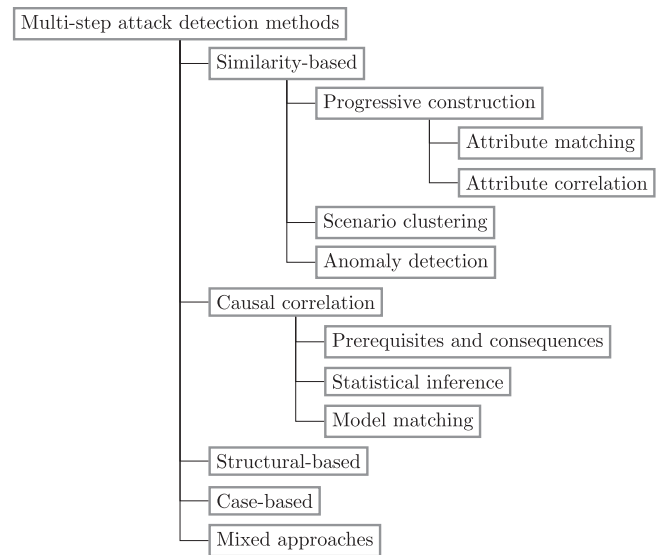 Multi-step attack detection methods
Similarity-based
Progressive construction
Attribute matching
Attribute correlation
Scenario clustering
Anomaly detection
Causal correlation
Prerequisites and consequences
Statistical inference
Model matching
Structural-based
Case-based
Mixed approaches